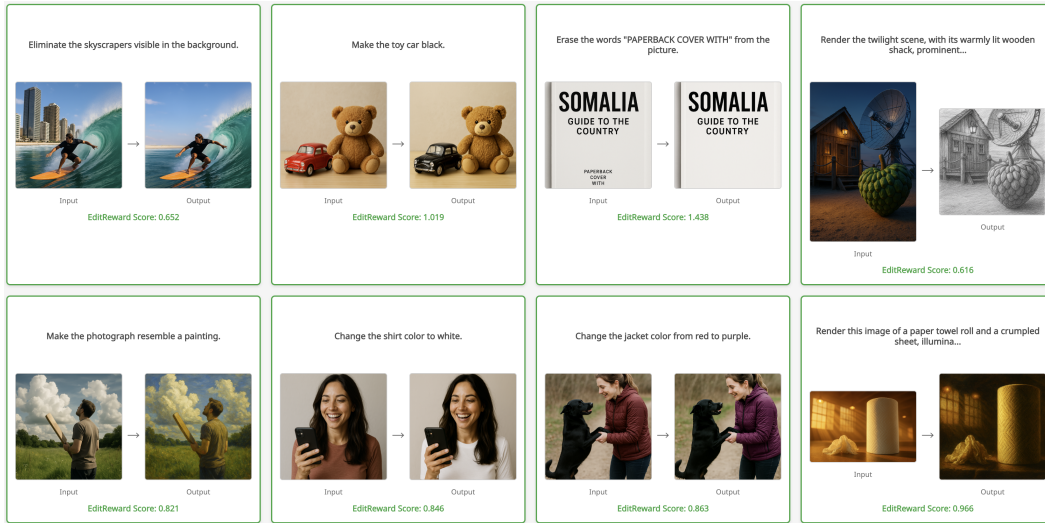 Eliminate the skyscrapers visible in the background.
Input
Output
EditReward Score: 0.652
Make the toy car black.
Input
Output
EditReward Score: 1.019
Erase the words "PAPERBACK COVER WITH" from the
picture.
SOMALIA
GUIDE TO THE
COUNTRY
PAPERBACK
COVER
WITH
SOMALIA
GUIDE TO THE
COUNTRY
Input
Output
EditReward Score: 1.438
Render the twilight scene, with its warmly lit wooden
shack, prominent...
Output
Input
EditReward Score: 0.616
Make the photograph resemble a painting.
Input
Output
EditReward Score: 0.821
Change the shirt color to white.
Input
Output
EditReward Score: 0.846
Change the jacket color from red to purple.
Input
Output
EditReward Score: 0.863
Render this image of a paper towel roll and a crumpled
sheet, illumina...
Input
Output
EditReward Score: 0.966